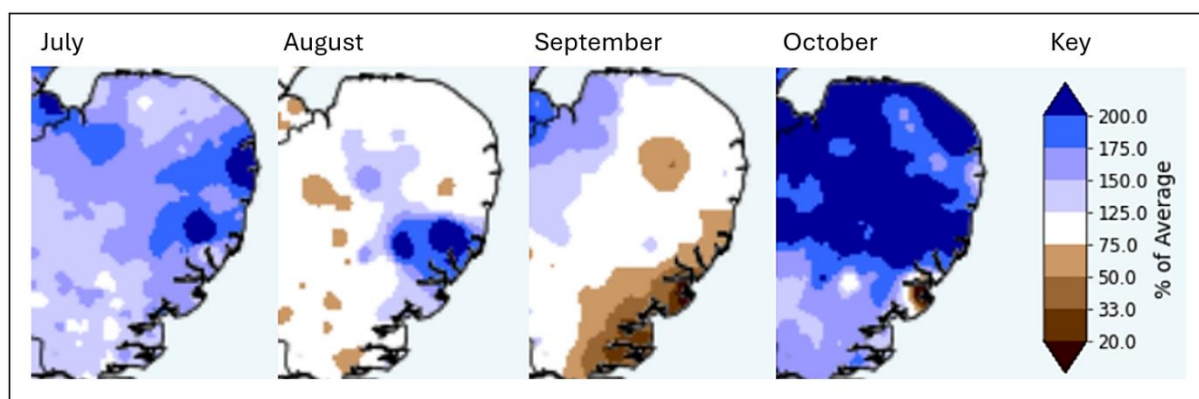 July
August
September
October
Key
200.0
175.0
150.0
125.0
75.0
50.0
33.0
20.0
% of Average